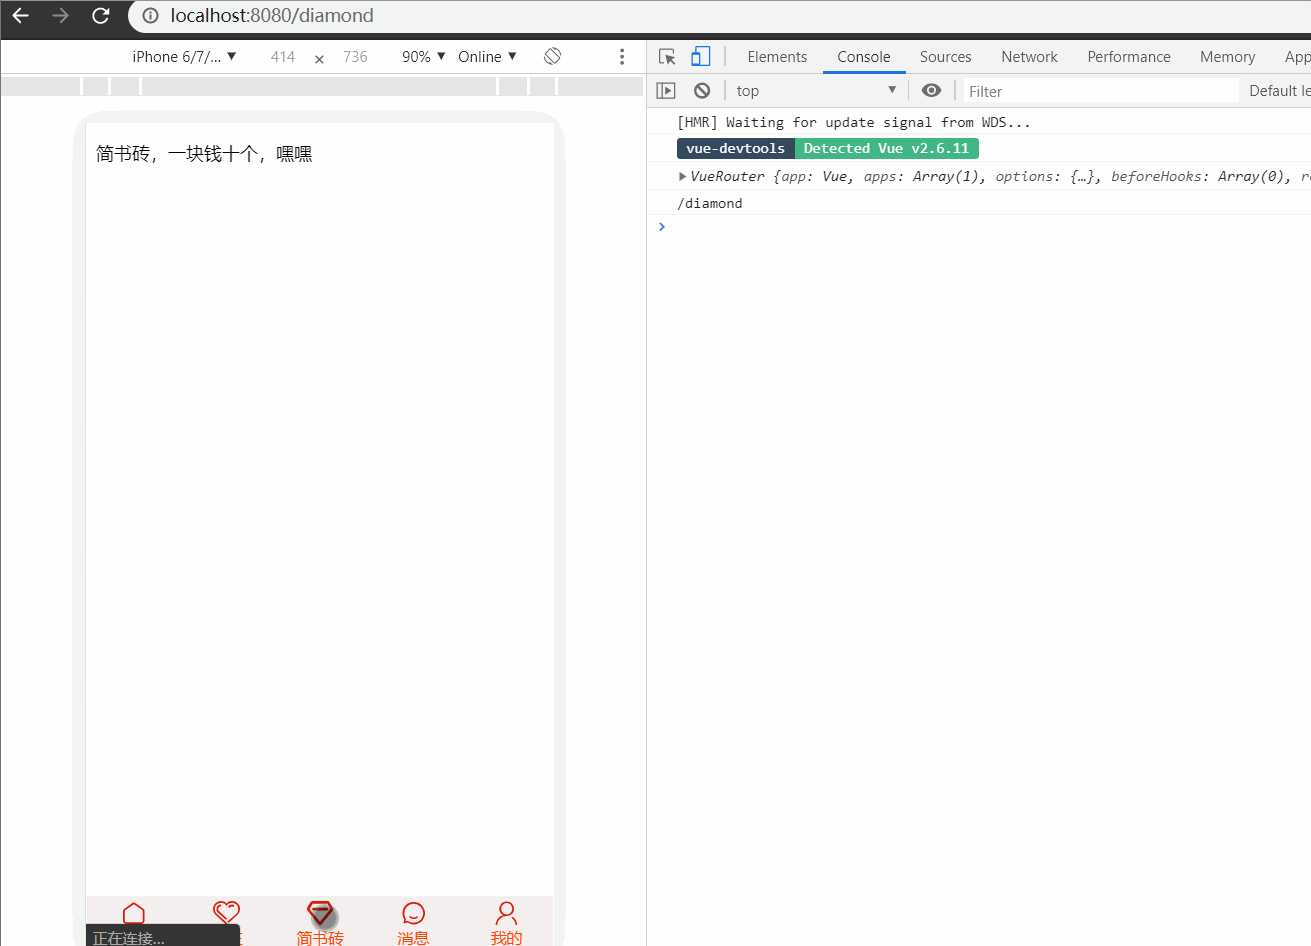 localhost:8080/diamond
iPhone 6/7/... ▼ 414 × 736 90% ▼ Online ▼
Elements Console Sources Network Performance Memory App
top ▼ Filter Default le
[HMR] Waiting for update signal from WDS...
vue-devtools Detected Vue v2.6.11
▶VueRouter {app: Vue, apps: Array(1), options: {…}, beforeHooks: Array(0), re
/diamond
简书砖，一块钱十个，嘿嘿
简书砖 消息 我的
正在连接...